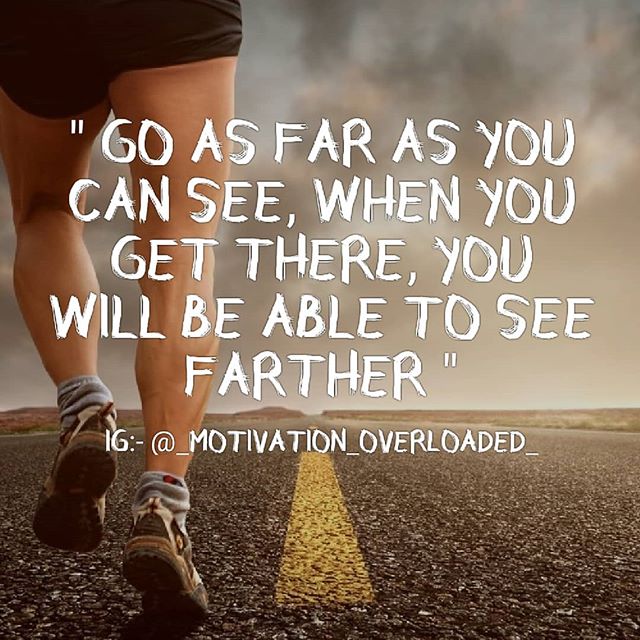 " GO AS FAR AS YOU
CAN SEE, WHEN YOU
GET THERE, YOU
WILL BE ABLE TO SEE
FARTHER "
IG:- @_MOTIVATION_OVERLOADED_